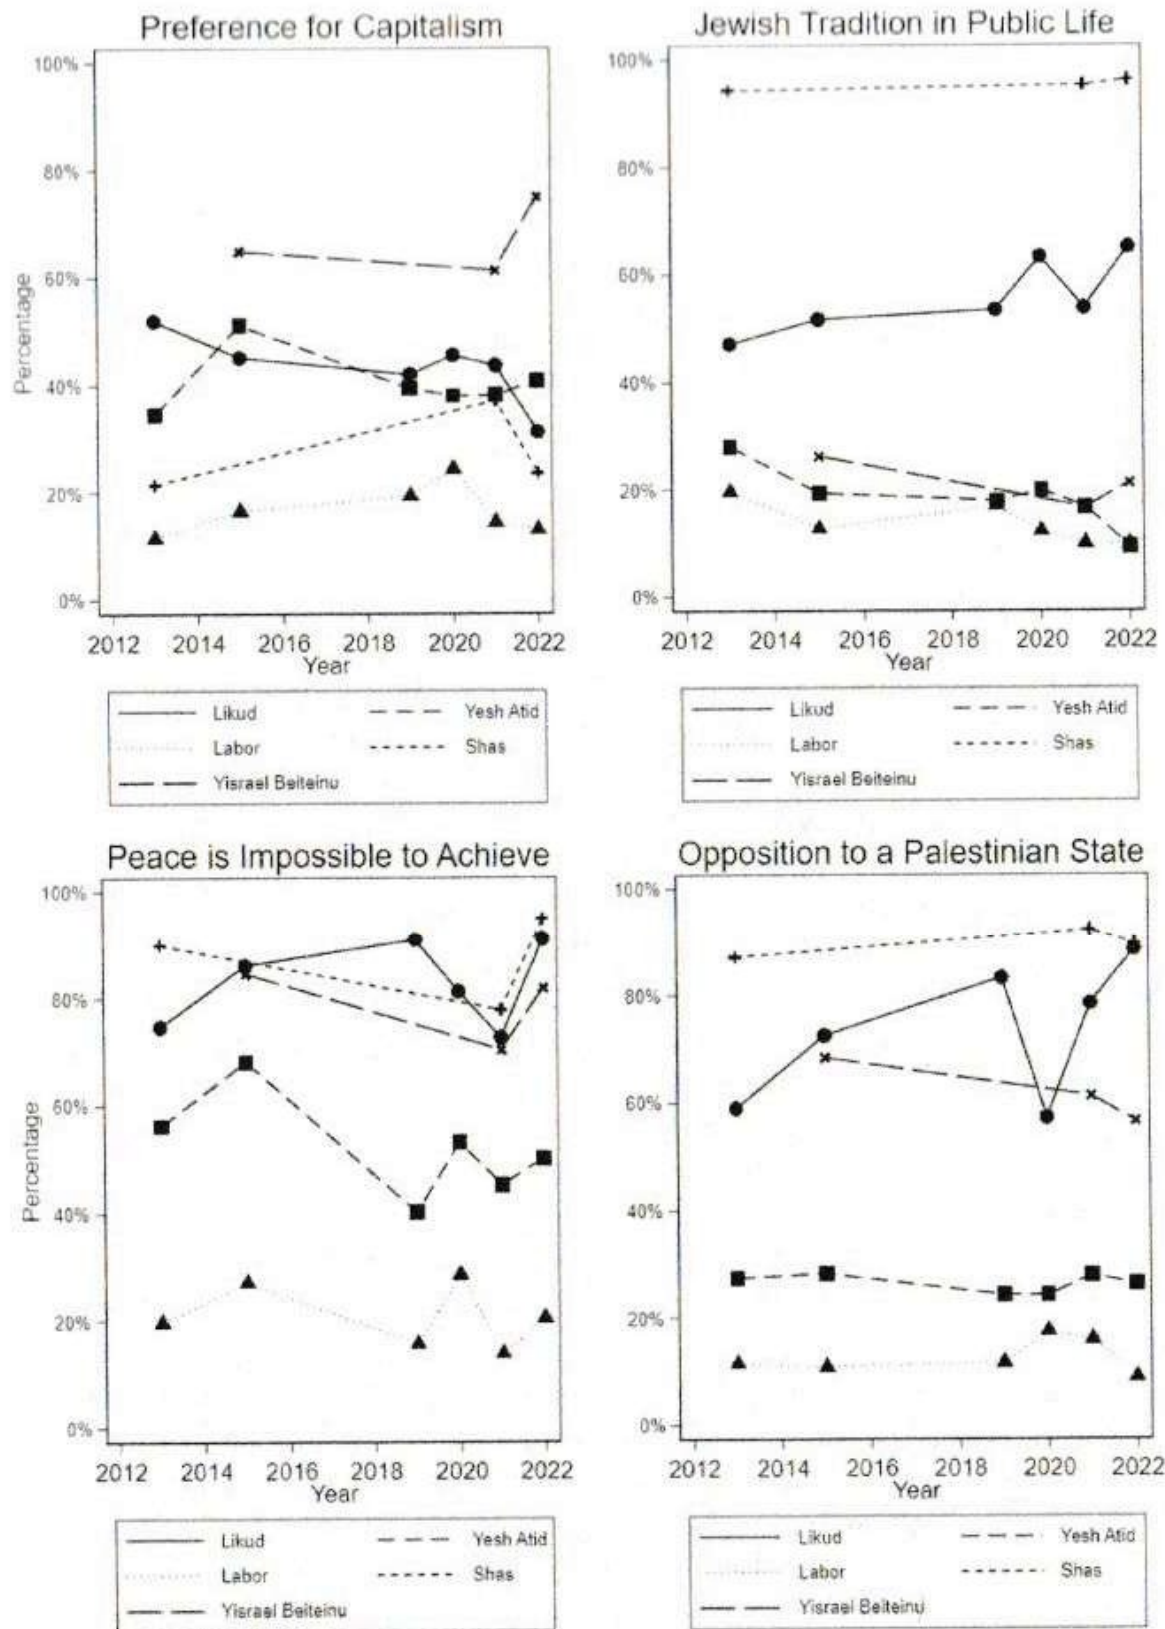 Preference for Capitalism
100%
80%
60%
40%
20%
0%
Percentage
2012 2014 2016 2018 2020 2022
Year
Likud
Yesh Atid
Labor
Shas
Yisrael Beiteinu
Jewish Tradition in Public Life
100%
80%
60%
40%
20%
0%
2012 2014 2016 2018 2020 2022
Year
Likud
Yesh Atid
Labor
Shas
Yisrael Beiteinu
Peace is Impossible to Achieve
100%
80%
60%
40%
20%
0%
Percentage
2012 2014 2016 2018 2020 2022
Year
Likud
Yesh Atid
Labor
Shas
Yisrael Beiteinu
Opposition to a Palestinian State
100%
80%
60%
40%
20%
0%
2012 2014 2016 2018 2020 2022
Year
Likud
Yesh Atid
Labor
Shas
Yisrael Beiteinu